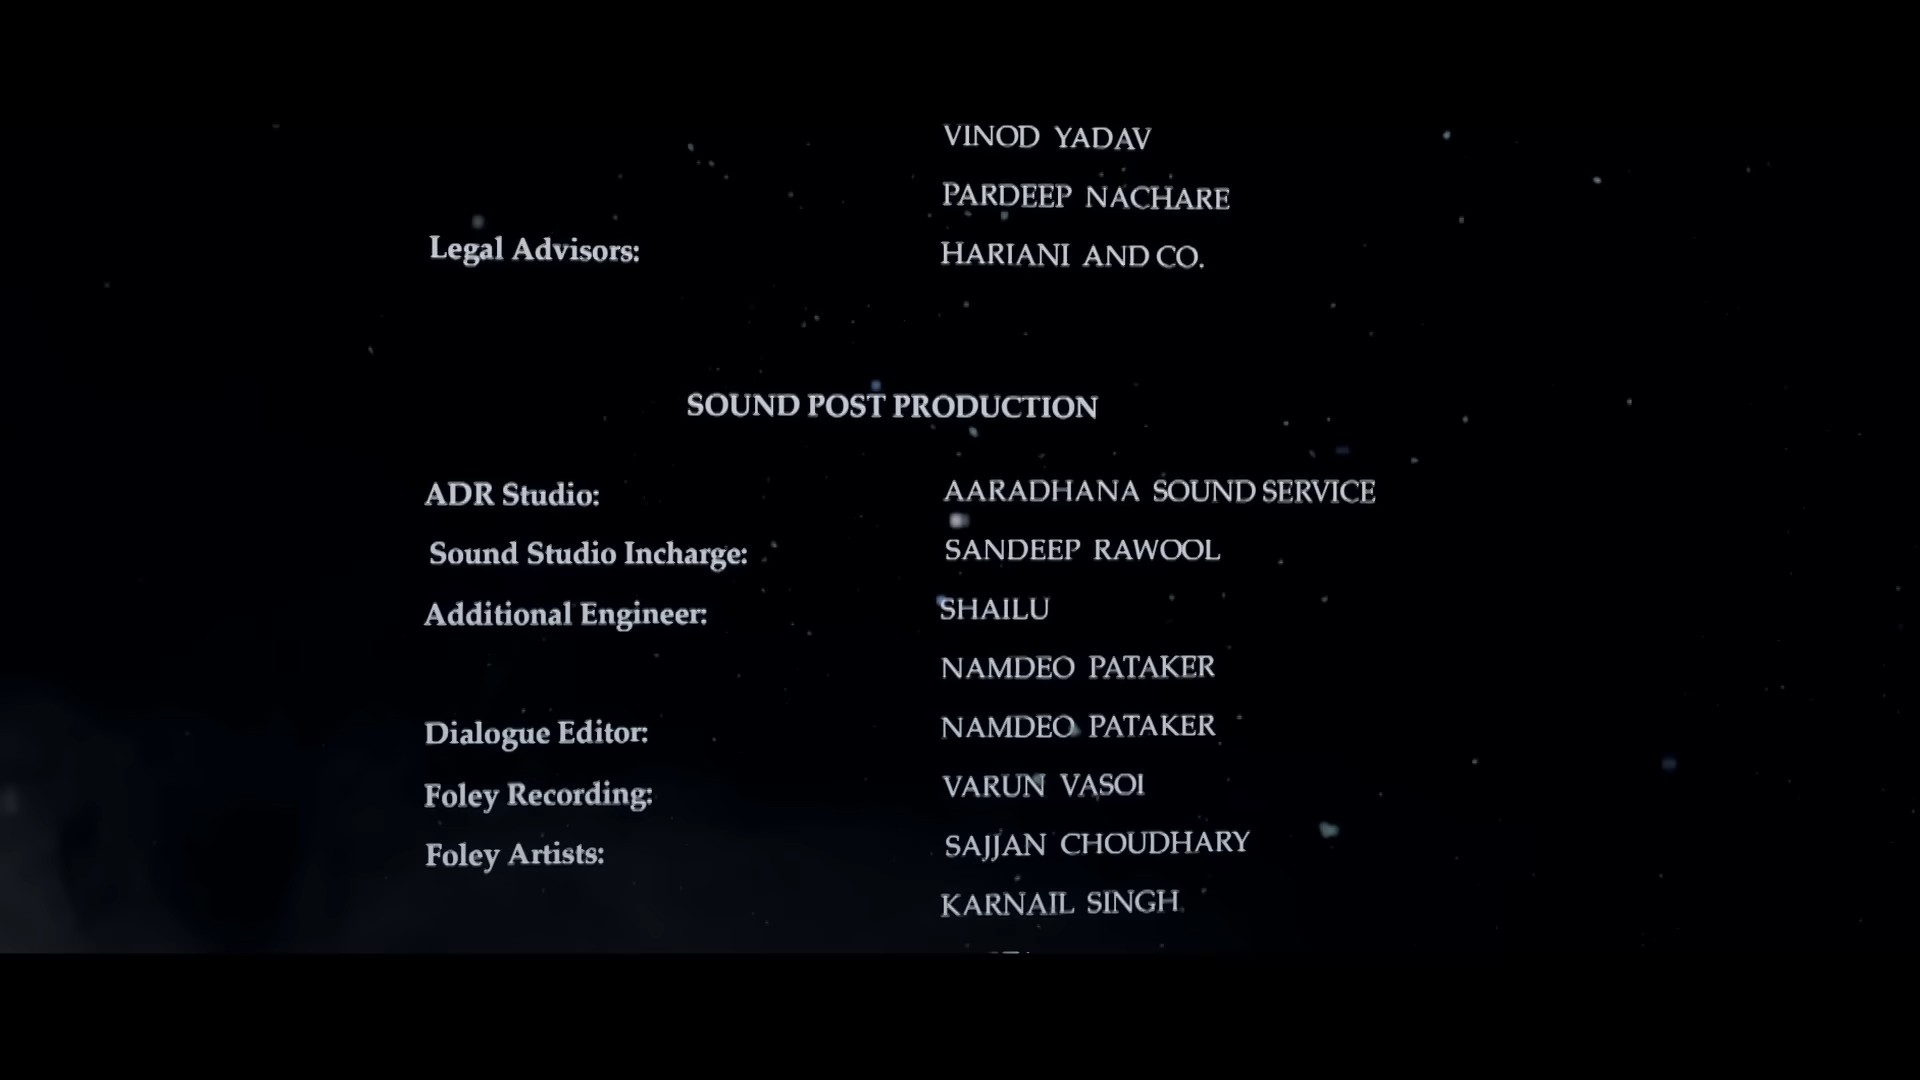 VINOD YADAV
PARDEEP NACHARE
Legal Advisors: HARIANI AND CO.
SOUND POST PRODUCTION
ADR Studio: AARADHANA SOUND SERVICE
Sound Studio Incharge: SANDEEP RAWOOL
Additional Engineer: SHAILU
NAMDEO PATAKER
Dialogue Editor: NAMDEO PATAKER
Foley Recording: VARUN VASOI
Foley Artists: SAJJAN CHOUDHARY
KARNAIL SINGH